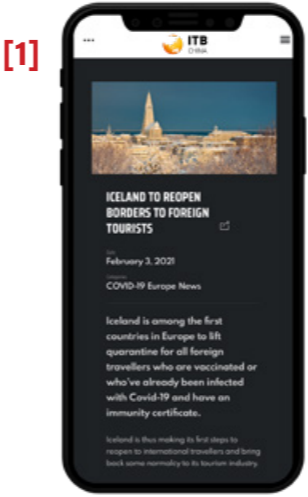 [1]
...
ITB
CHINA
ICELAND TO REOPEN
BORDERS TO FOREIGN
TOURISTS
Date
February 3, 2021
Categories
COVID-19 Europe News
Iceland is among the first
countries in Europe to lift
quarantine for all foreign
travellers who are vaccinated or
who've already been infected
with Covid-19 and have an
immunity certificate.
Iceland is thus making its first steps to
reopen to international travellers and bring
back some normalcy to its tourism industry.